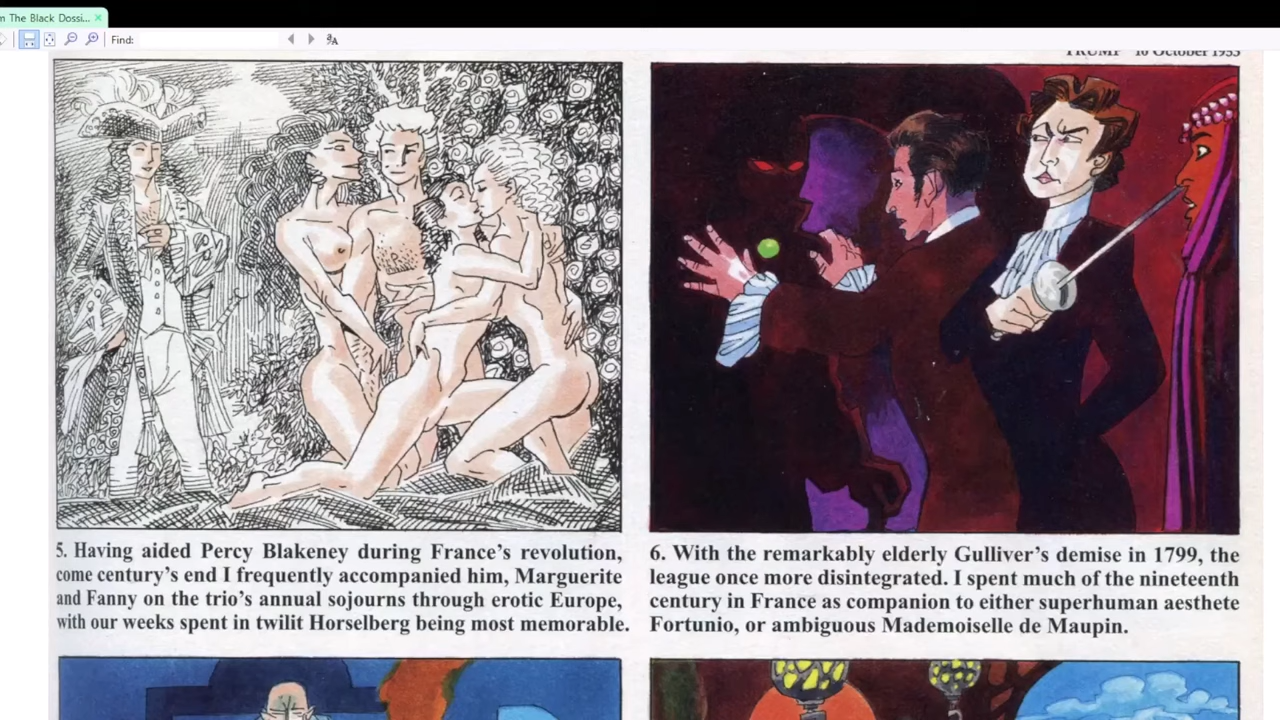 m The Black Dossi... ×
Find:
TRUMP 10 October 1953
5. Having aided Percy Blakeney during France's revolution,
come century's end I frequently accompanied him, Marguerite
and Fanny on the trio's annual sojourns through erotic Europe,
with our weeks spent in twilit Horselberg being most memorable.
6. With the remarkably elderly Gulliver's demise in 1799, the
league once more disintegrated. I spent much of the nineteenth
century in France as companion to either superhuman aesthete
Fortunio, or ambiguous Mademoiselle de Maupin.